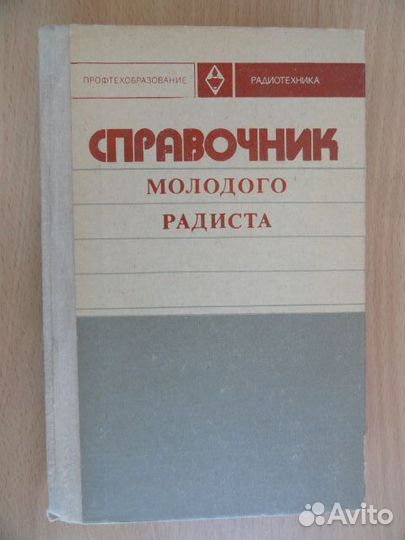 ПРОФТЕХОБРАЗОВАНИЕ РАДИОТЕХНИКА
СПРАВОЧНИК
МОЛОДОГО
РАДИСТА
Avito